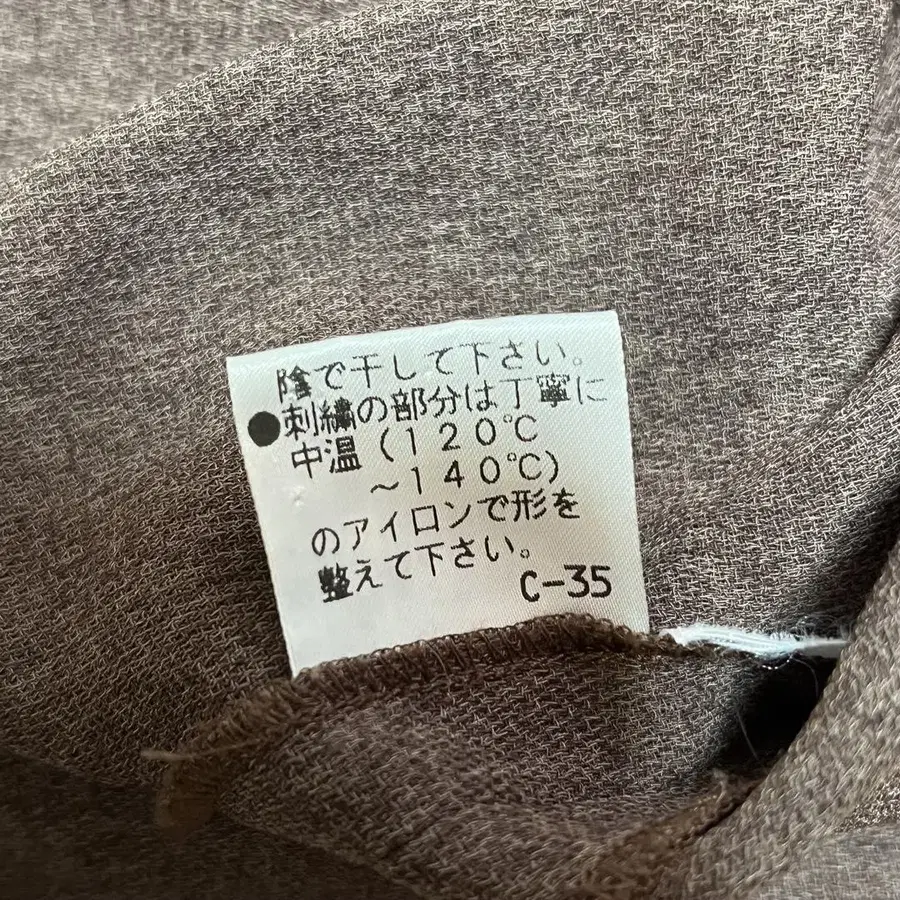 陰で干して下さい。
●刺繍の部分は丁寧に
中温(120℃
～140℃)
のアイロンで形を
整えて下さい。
C-35